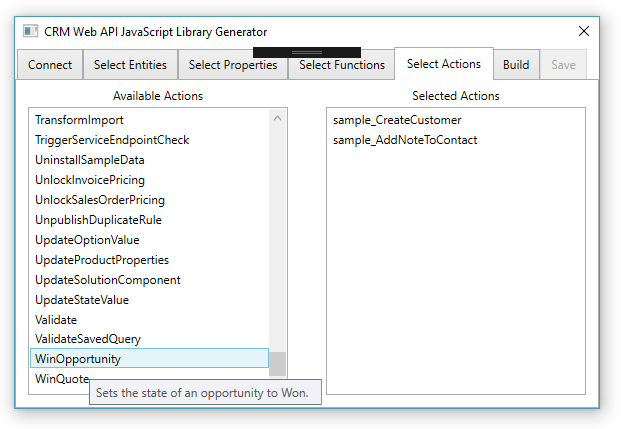 CRM Web API JavaScript Library Generator
Connect Select Entities Select Properties Select Functions Select Actions Build Save
Available Actions
TransformImport
TriggerServiceEndpointCheck
UninstallSampleData
UnlockInvoicePricing
UnlockSalesOrderPricing
UnpublishDuplicateRule
UpdateOptionValue
UpdateProductProperties
UpdateSolutionComponent
UpdateStateValue
Validate
ValidateSavedQuery
WinOpportunity
WinQuote
Sets the state of an opportunity to Won.
Selected Actions
sample_CreateCustomer
sample_AddNoteToContact